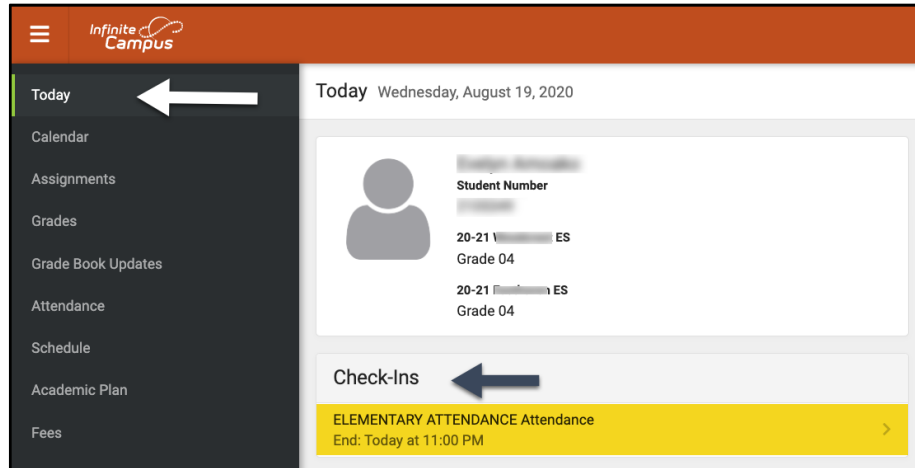 Infinite
Campus
Today
Calendar
Assignments
Grades
Grade Book Updates
Attendance
Schedule
Academic Plan
Fees
Today Wednesday, August 19, 2020
Student Number
20-21 ES
Grade 04
20-21 ES
Grade 04
Check-Ins
ELEMENTARY ATTENDANCE Attendance
End: Today at 11:00 PM